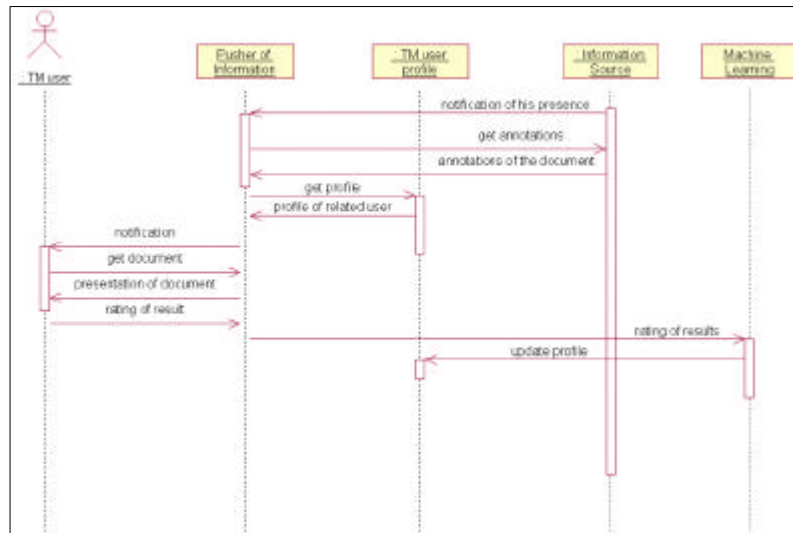 : TM user
Pusher of
Information
: TM user
profile
: Information
Source
Machine
Learning
notification of his presence
get annotations
annotations of the document
get profile
profile of related user
notification
get document
presentation of document
rating of result
rating of results
update profile